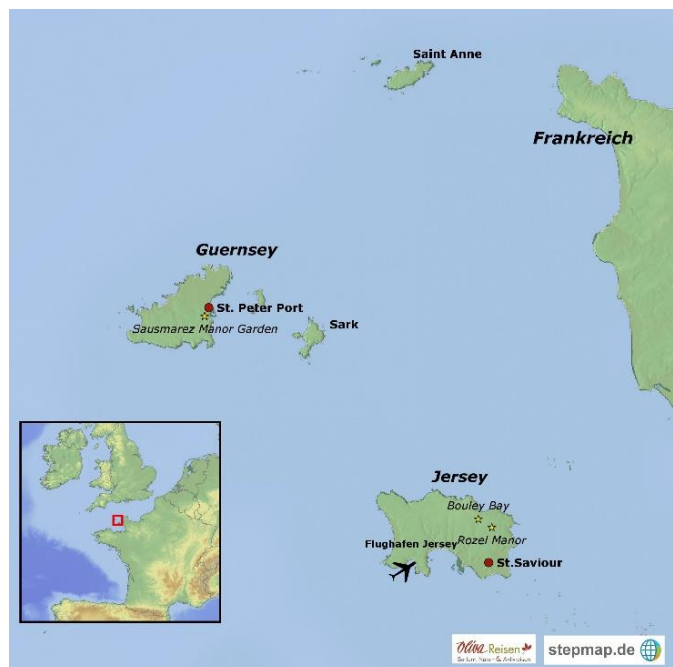 Saint Anne
Frankreich
Guernsey
St. Peter Port
Sausmarez Manor Garden
Sark
Jersey
Bouley Bay
Rozel Manor
Flughafen Jersey
St.Saviour
Oliva Reisen
stepmap.de